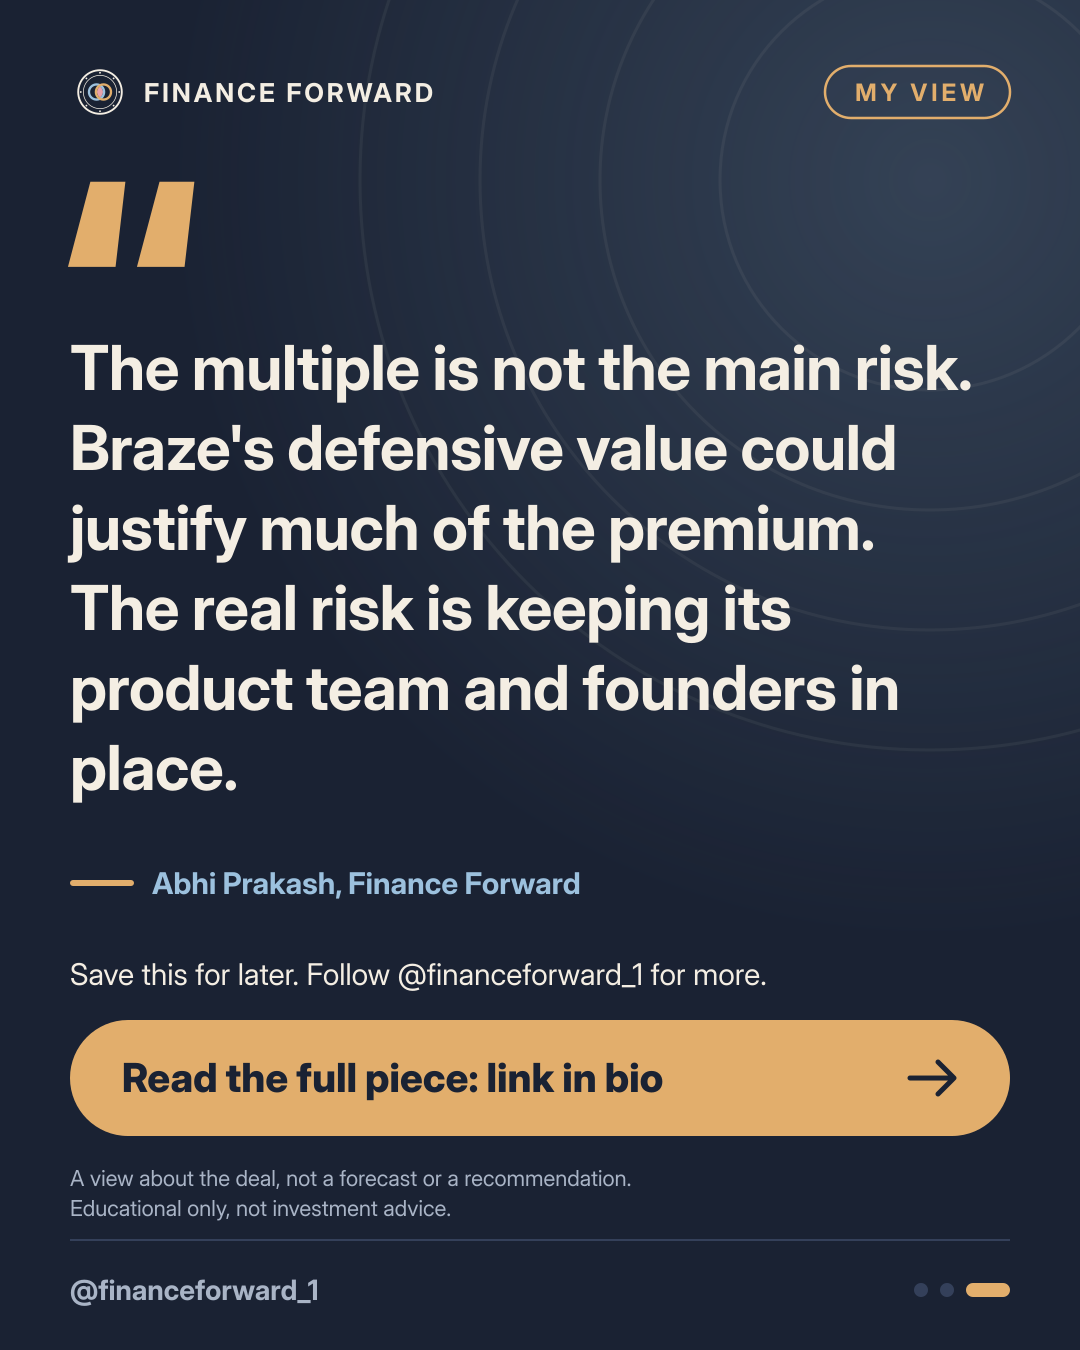 FINANCE FORWARD
MY VIEW
"
The multiple is not the main risk.
Braze's defensive value could
justify much of the premium.
The real risk is keeping its
product team and founders in
place.
Abhi Prakash, Finance Forward
Save this for later. Follow @financeforward_1 for more.
Read the full piece: link in bio
A view about the deal, not a forecast or a recommendation.
Educational only, not investment advice.
@financeforward_1